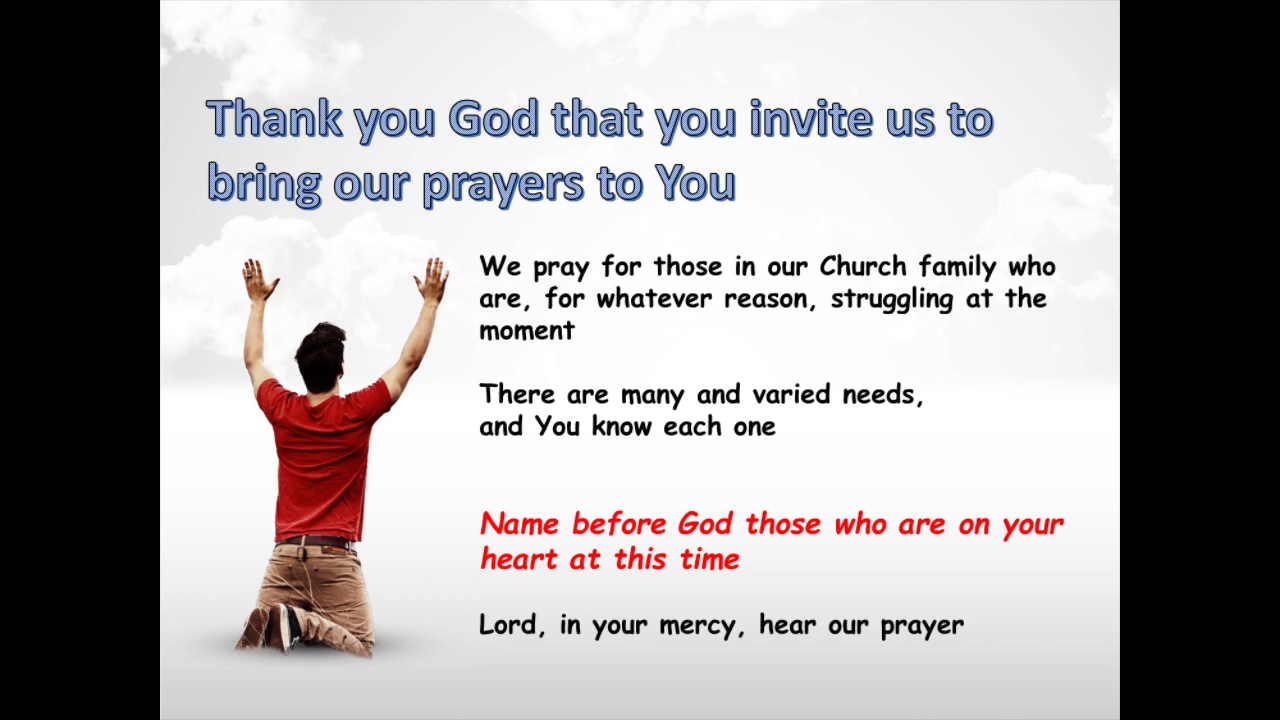 Thank you God that you invite us to
bring our prayers to You
We pray for those in our Church family who
are, for whatever reason, struggling at the
moment
There are many and varied needs,
and You know each one
Name before God those who are on your
heart at this time
Lord, in your mercy, hear our prayer